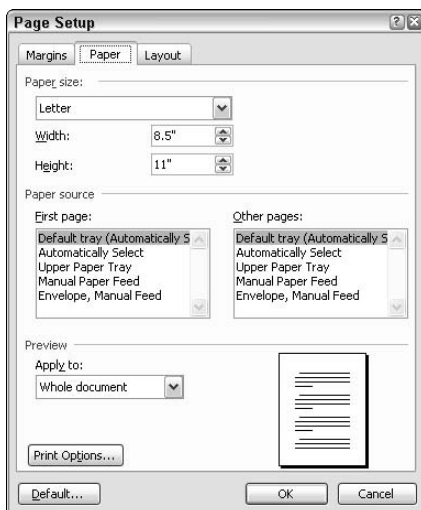 Page Setup
Margins Paper Layout
Paper size:
Letter
Width: 8.5"
Height: 11"
Paper source
First page: Other pages:
Default tray (Automatically S Default tray (Automatically S
Automatically Select Automatically Select
Upper Paper Tray Upper Paper Tray
Manual Paper Feed Manual Paper Feed
Envelope, Manual Feed Envelope, Manual Feed
Preview
Apply to:
Whole document
Print Options...
Default... OK Cancel